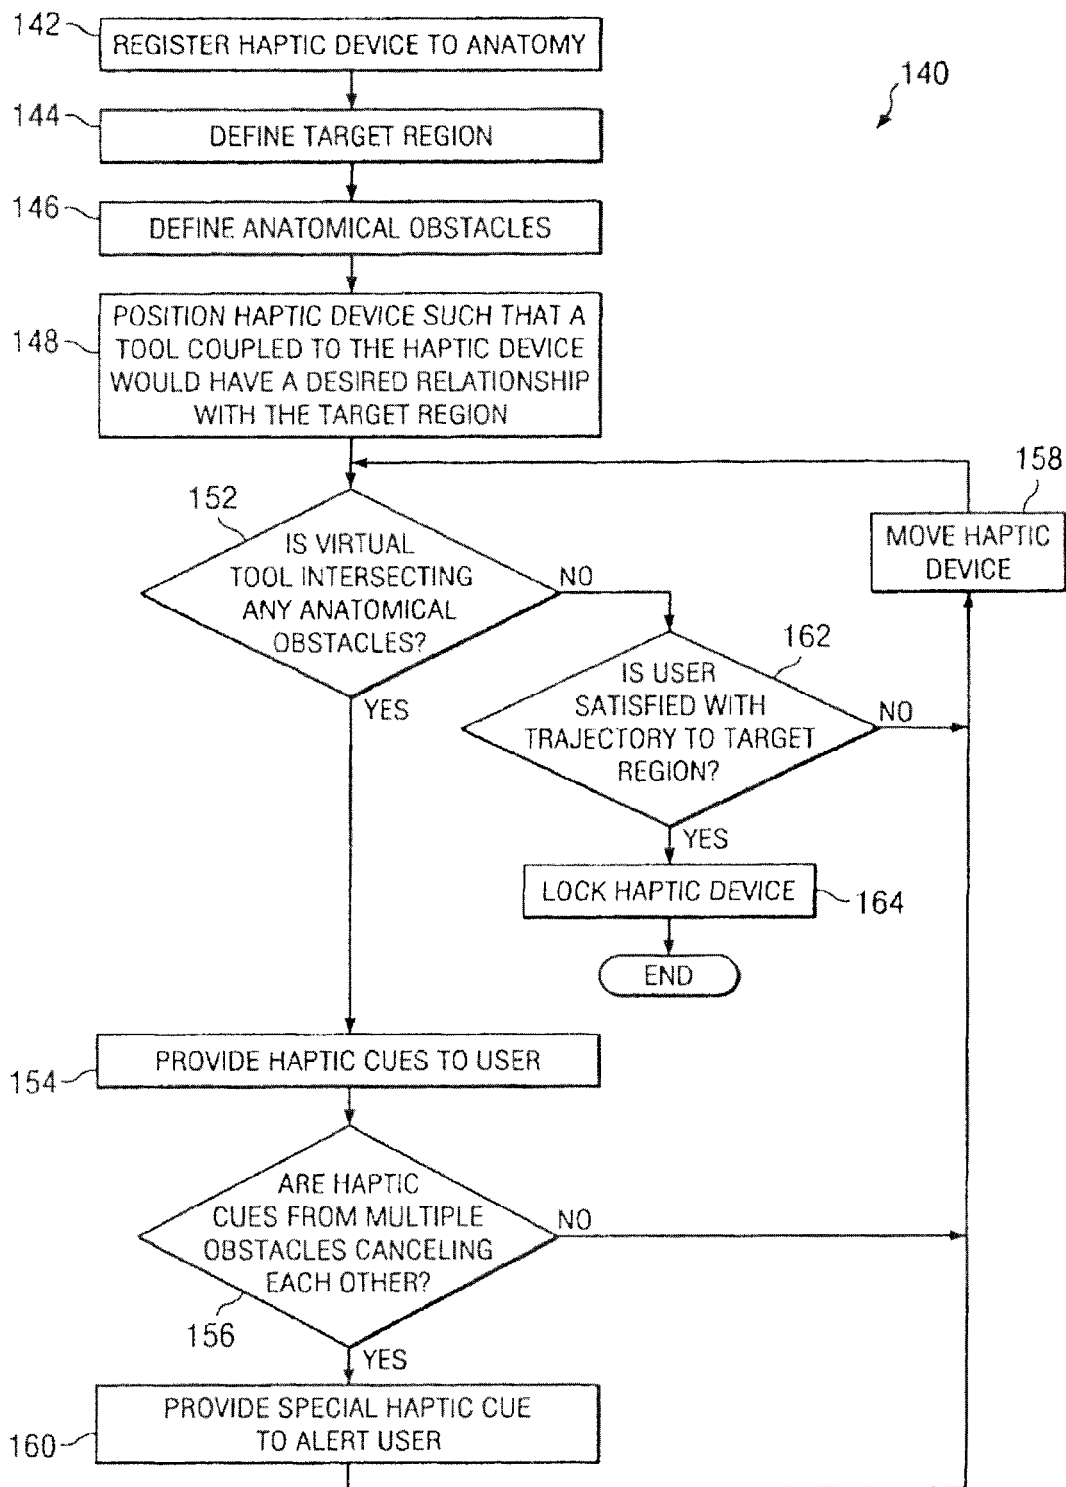 142
REGISTER HAPTIC DEVICE TO ANATOMY
140
144
DEFINE TARGET REGION
146
DEFINE ANATOMICAL OBSTACLES
148
POSITION HAPTIC DEVICE SUCH THAT A
TOOL COUPLED TO THE HAPTIC DEVICE
WOULD HAVE A DESIRED RELATIONSHIP
WITH THE TARGET REGION
158
MOVE HAPTIC
DEVICE
152
IS VIRTUAL
TOOL INTERSECTING
ANY ANATOMICAL
OBSTACLES?
NO
YES
162
IS USER
SATISFIED WITH
TRAJECTORY TO TARGET
REGION?
NO
YES
LOCK HAPTIC DEVICE
164
END
PROVIDE HAPTIC CUES TO USER
154
ARE HAPTIC
CUES FROM MULTIPLE
OBSTACLES CANCELING
EACH OTHER?
NO
156
YES
PROVIDE SPECIAL HAPTIC CUE
TO ALERT USER
160